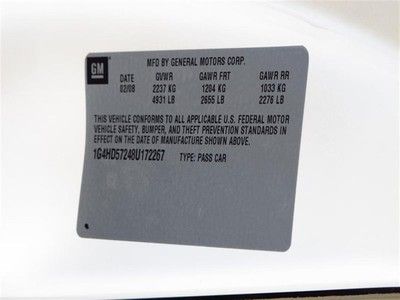 GM
MFD BY GENERAL MOTORS CORP.
DATE GVWR GAWR FRT GAWR RR
02/08 2237 KG 1204 KG 1033 KG
4931 LB 2655 LB 2276 LB
THIS VEHICLE CONFORMS TO ALL APPLICABLE U.S. FEDERAL MOTOR
VEHICLE SAFETY, BUMPER, AND THEFT PREVENTION STANDARDS IN
EFFECT ON THE DATE OF MANUFACTURE SHOWN ABOVE.
1G4HD57248U172267 TYPE: PASS CAR